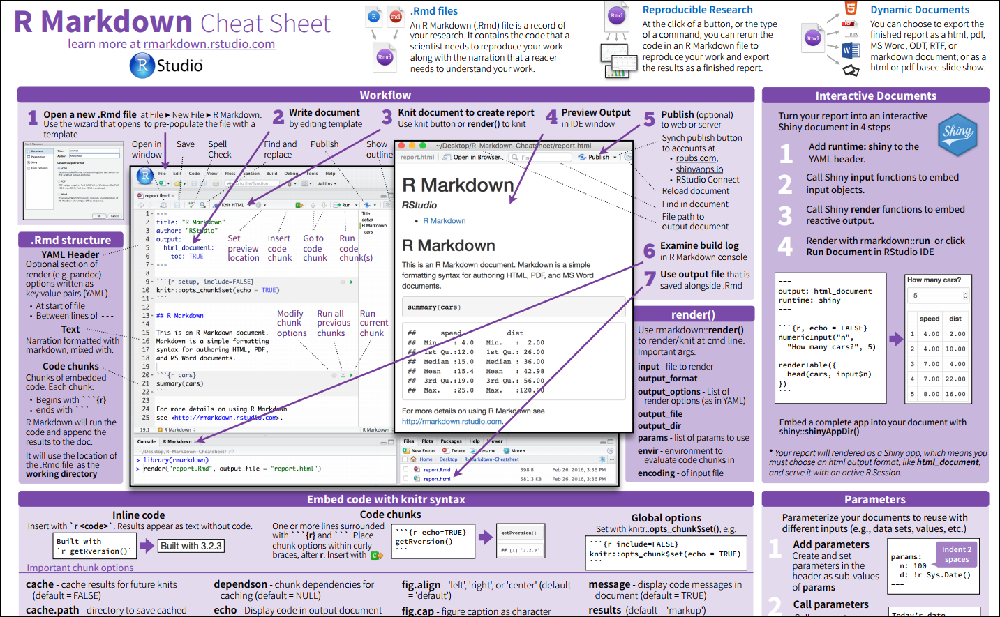 R Markdown Cheat Sheet
learn more at rmarkdown.rstudio.com
R Studio®
R md
Rmd
.Rmd files
An R Markdown (.Rmd) file is a record of
your research. It contains the code that a
scientist needs to reproduce your work
along with the narration that a reader
needs to understand your work.
Rmd
Reproducible Research
At the click of a button, or the type
of a command, you can rerun the
code in an R Markdown file to
reproduce your work and export
the results as a finished report.
Rmd
Dynamic Documents
You can choose to export the
finished report as a html, pdf,
MS Word, ODT, RTF, or
markdown document; or as a
html or pdf based slide show.
Workflow
1 Open a new .Rmd file at File ▸ New File ▸ R Markdown.
Use the wizard that opens to pre-populate the file with a
template
2 Write document
by editing template
3 Knit document to create report
Use knit button or render() to knit
4 Preview Output
in IDE window
5 Publish (optional)
to web or server
Synch publish button
to accounts at
• rpubs.com,
• shinyapps.io
• RStudio Connect
Reload document
Find in document
File path to
output document
6 Examine build log
in R Markdown console
7 Use output file that is
saved alongside .Rmd
Open in
window
Save
Spell
Check
Find and
replace
Publish
Show
outline
File Edit Code View Plots Session Build Debug Tools Help
Go to file/function
Addins
report.Rmd
Knit HTML
Run
1 ---
2 title: "R Markdown"
3 author: "RStudio"
4 output:
5 html_document:
6 toc: TRUE
7 ---
8
9 ```{r setup, include=FALSE}
10 knitr::opts_chunk$set(echo = TRUE)
11 ```
12
13 ## R Markdown
14
15 This is an R Markdown document.
16 Markdown is a simple formatting
17 syntax for authoring HTML, PDF,
18 and MS Word documents.
19
20 ```{r cars}
21 summary(cars)
22 ```
23
24 For more details on using R Markdown
25 see <http://rmarkdown.rstudio.com>.
Title
setup
R Markdown
cars
Set
preview
location
Insert
code
chunk
Go to
code
chunk
Run
code
chunk(s)
Modify
chunk
options
Run all
previous
chunks
Run
current
chunk
19:1 R Markdown R Markdown
Console R Markdown
~/Desktop/R-Markdown-Cheatsheet/
> library(rmarkdown)
> render("report.Rmd", output_file = "report.html")
~/Desktop/R-Markdown-Cheatsheet/report.html
report.html Open in Browser Find Publish
R Markdown
RStudio
• R Markdown
R Markdown
This is an R Markdown document. Markdown is a simple
formatting syntax for authoring HTML, PDF, and MS Word
documents.
summary(cars)
## speed dist
## Min. : 4.0 Min. : 2.00
## 1st Qu.:12.0 1st Qu.: 26.00
## Median :15.0 Median : 36.00
## Mean :15.4 Mean : 42.98
## 3rd Qu.:19.0 3rd Qu.: 56.00
## Max. :25.0 Max. :120.00
For more details on using R Markdown see
http://rmarkdown.rstudio.com.
Files Plots Packages Help Viewer
New Folder Delete Rename More
Home Desktop R-Markdown-Cheatsheet
report.Rmd 398 B Feb 26, 2016, 3:36 PM
report.html 581.3 KB Feb 26, 2016, 3:36 PM
.Rmd structure
YAML Header
Optional section of
render (e.g. pandoc)
options written as
key:value pairs (YAML).
• At start of file
• Between lines of - - -
Text
Narration formatted with
markdown, mixed with:
Code chunks
Chunks of embedded
code. Each chunk:
• Begins with ```{r}
• ends with ```
R Markdown will run the
code and append the
results to the doc.
It will use the location of
the .Rmd file as the
working directory
render()
Use rmarkdown::render()
to render/knit at cmd line.
Important args:
input - file to render
output_format
output_options - List of
render options (as in YAML)
output_file
output_dir
params - list of params to use
envir - environment to
evaluate code chunks in
encoding - of input file
Interactive Documents
Turn your report into an interactive
Shiny document in 4 steps
Shiny
1 Add runtime: shiny to the
YAML header.
2 Call Shiny input functions to embed
input objects.
3 Call Shiny render functions to embed
reactive output.
4 Render with rmarkdown::run or click
Run Document in RStudio IDE
---
output: html_document
runtime: shiny
---
```{r, echo = FALSE}
numericInput("n",
"How many cars?", 5)
renderTable({
head(cars, input$n)
})
```
How many cars?
5
speed dist
1 4.00 2.00
2 4.00 10.00
3 7.00 4.00
4 7.00 22.00
5 8.00 16.00
Embed a complete app into your document with
shiny::shinyAppDir()
* Your report will rendered as a Shiny app, which means you
must choose an html output format, like html_document,
and serve it with an active R Session.
Embed code with knitr syntax
Inline code
Insert with `r <code>`. Results appear as text without code.
Built with
`r getRversion()`
Built with 3.2.3
Code chunks
One or more lines surrounded
with ```{r} and ```. Place
chunk options within curly
braces, after r. Insert with
```{r echo=TRUE}
getRversion()
```
getRversion()
## [1] '3.2.3'
Global options
Set with knitr::opts_chunk$set(), e.g.
```{r include=FALSE}
knitr::opts_chunk$set(echo = TRUE)
```
Important chunk options
cache - cache results for future knits
(default = FALSE)
cache.path - directory to save cached
dependson - chunk dependencies for
caching (default = NULL)
echo - Display code in output document
fig.align - 'left', 'right', or 'center' (default
= 'default')
fig.cap - figure caption as character
message - display code messages in
document (default = TRUE)
results (default = 'markup')
Parameters
Parameterize your documents to reuse with
different inputs (e.g., data sets, values, etc.)
1 Add parameters
Create and set
parameters in the
header as sub-values
of params
---
params:
n: 100
d: !r Sys.Date()
---
Indent 2
spaces
2 Call parameters
Today's date